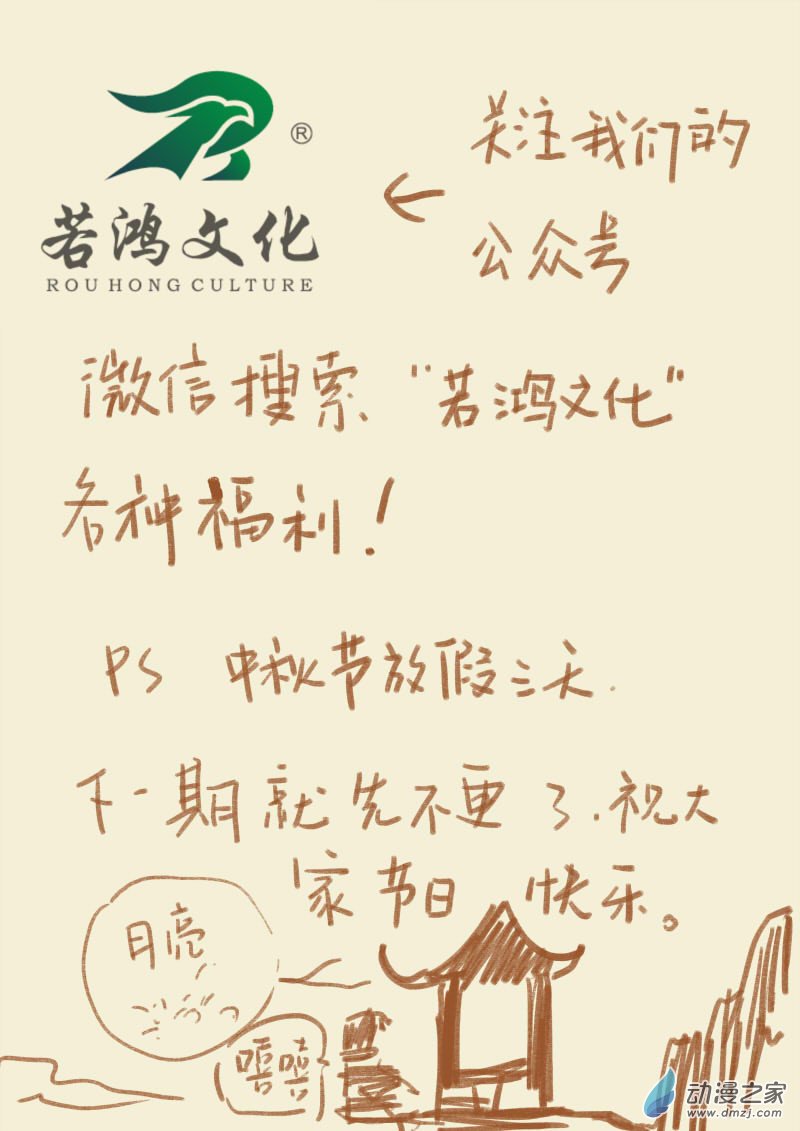 ®
若鸿文化
ROU HONG CULTURE
←关注我们的
公众号
微信搜索“若鸿文化”
各种福利！
PS 中秋节放假三天.
下一期就先不更了.祝大
家节日快乐。
月亮
嘻嘻
动漫之家
www.dmzj.com